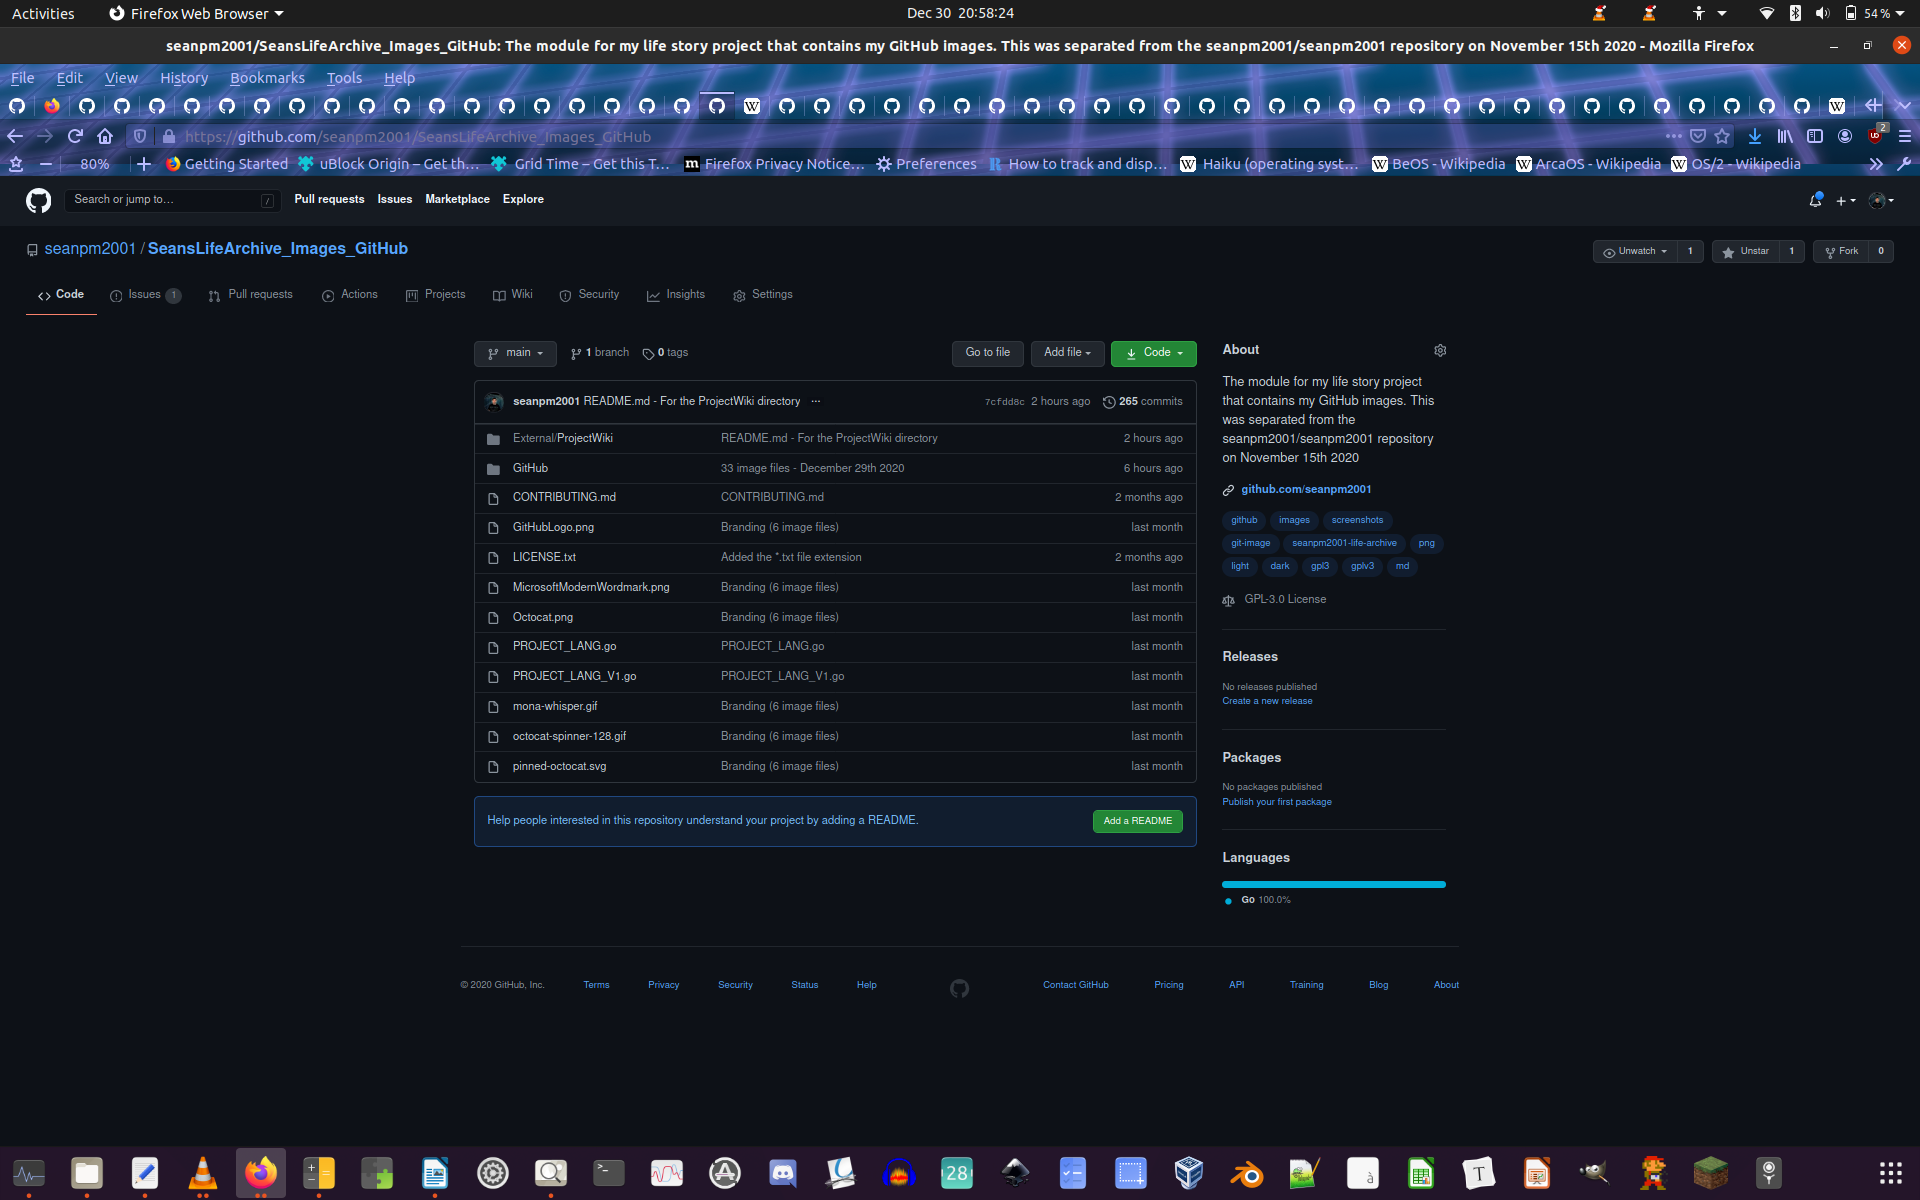 Activities Firefox Web Browser Dec 30 20:58:24 54 %
seanpm2001/SeansLifeArchive_Images_GitHub: The module for my life story project that contains my GitHub images. This was separated from the seanpm2001/seanpm2001 repository on November 15th 2020 - Mozilla Firefox
File Edit View History Bookmarks Tools Help
https://github.com/seanpm2001/SeansLifeArchive_Images_GitHub 2
80% Getting Started uBlock Origin – Get th… Grid Time – Get this T… Firefox Privacy Notice… Preferences How to track and disp… Haiku (operating syst… BeOS - Wikipedia ArcaOS - Wikipedia OS/2 - Wikipedia
Search or jump to… / Pull requests Issues Marketplace Explore
seanpm2001 / SeansLifeArchive_Images_GitHub Unwatch 1 Unstar 1 Fork 0
Code Issues 1 Pull requests Actions Projects Wiki Security Insights Settings
main 1 branch 0 tags Go to file Add file Code
seanpm2001 README.md - For the ProjectWiki directory … 7cfdd8c 2 hours ago 265 commits
External/ProjectWiki README.md - For the ProjectWiki directory 2 hours ago
GitHub 33 image files - December 29th 2020 6 hours ago
CONTRIBUTING.md CONTRIBUTING.md 2 months ago
GitHubLogo.png Branding (6 image files) last month
LICENSE.txt Added the *.txt file extension 2 months ago
MicrosoftModernWordmark.png Branding (6 image files) last month
Octocat.png Branding (6 image files) last month
PROJECT_LANG.go PROJECT_LANG.go last month
PROJECT_LANG_V1.go PROJECT_LANG_V1.go last month
mona-whisper.gif Branding (6 image files) last month
octocat-spinner-128.gif Branding (6 image files) last month
pinned-octocat.svg Branding (6 image files) last month
Help people interested in this repository understand your project by adding a README. Add a README
About
The module for my life story project
that contains my GitHub images. This
was separated from the
seanpm2001/seanpm2001 repository
on November 15th 2020
github.com/seanpm2001
github images screenshots
git-image seanpm2001-life-archive png
light dark gpl3 gplv3 md
GPL-3.0 License
Releases
No releases published
Create a new release
Packages
No packages published
Publish your first package
Languages
Go 100.0%
© 2020 GitHub, Inc. Terms Privacy Security Status Help Contact GitHub Pricing API Training Blog About
28